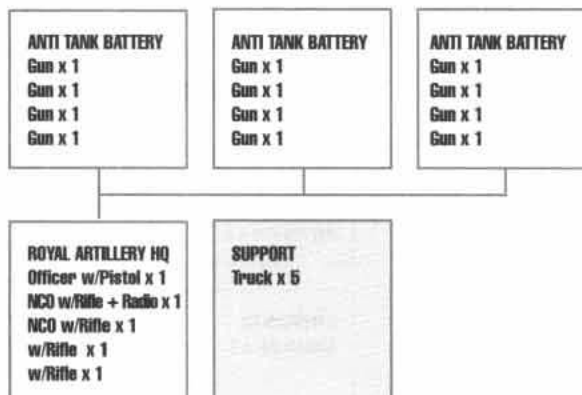 ANTI TANK BATTERY
Gun x 1
Gun x 1
Gun x 1
Gun x 1
ANTI TANK BATTERY
Gun x 1
Gun x 1
Gun x 1
Gun x 1
ANTI TANK BATTERY
Gun x 1
Gun x 1
Gun x 1
Gun x 1
ROYAL ARTILLERY HQ
Officer w/Pistol x 1
NCO w/Rifle + Radio x 1
NCO w/Rifle x 1
w/Rifle x 1
w/Rifle x 1
SUPPORT
Truck x 5